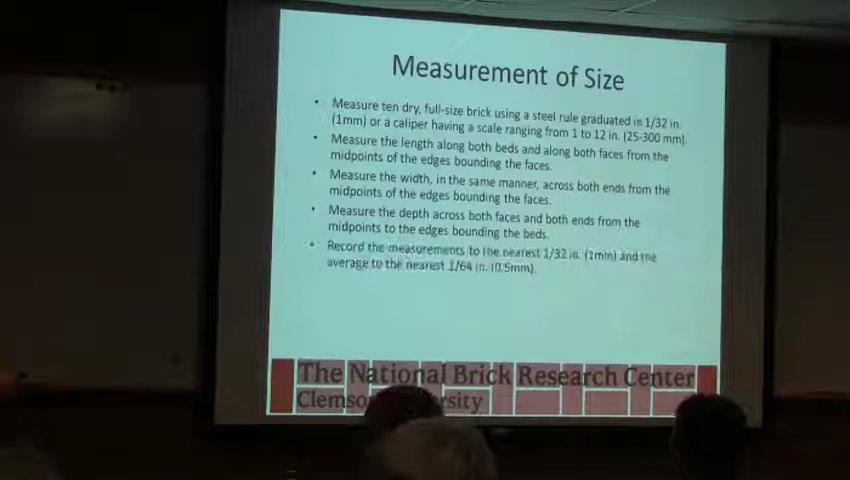 Measurement of Size
• Measure ten dry, full-size brick using a steel rule graduated in 1/32 in.
(1mm) or a caliper having a scale ranging from 1 to 12 in. (25-300 mm).
• Measure the length along both beds and along both faces from the
midpoints of the edges bounding the faces.
• Measure the width, in the same manner, across both ends from the
midpoints of the edges bounding the faces.
• Measure the depth across both faces and both ends from the
midpoints to the edges bounding the beds.
• Record the measurements to the nearest 1/32 in. (1mm) and the
average to the nearest 1/64 in. (0.5mm).
The National Brick Research Center